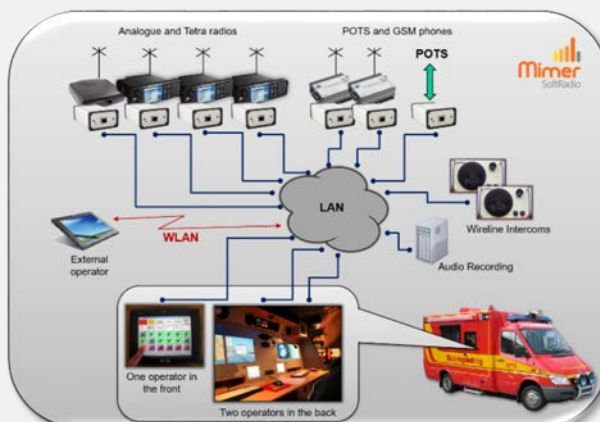 Analogue and Tetra radios
POTS and GSM phones
POTS
Mimer
SoftRadio
LAN
Wireline Intercoms
WLAN
External
operator
Audio Recording
One operator in
the front
Two operators in the back